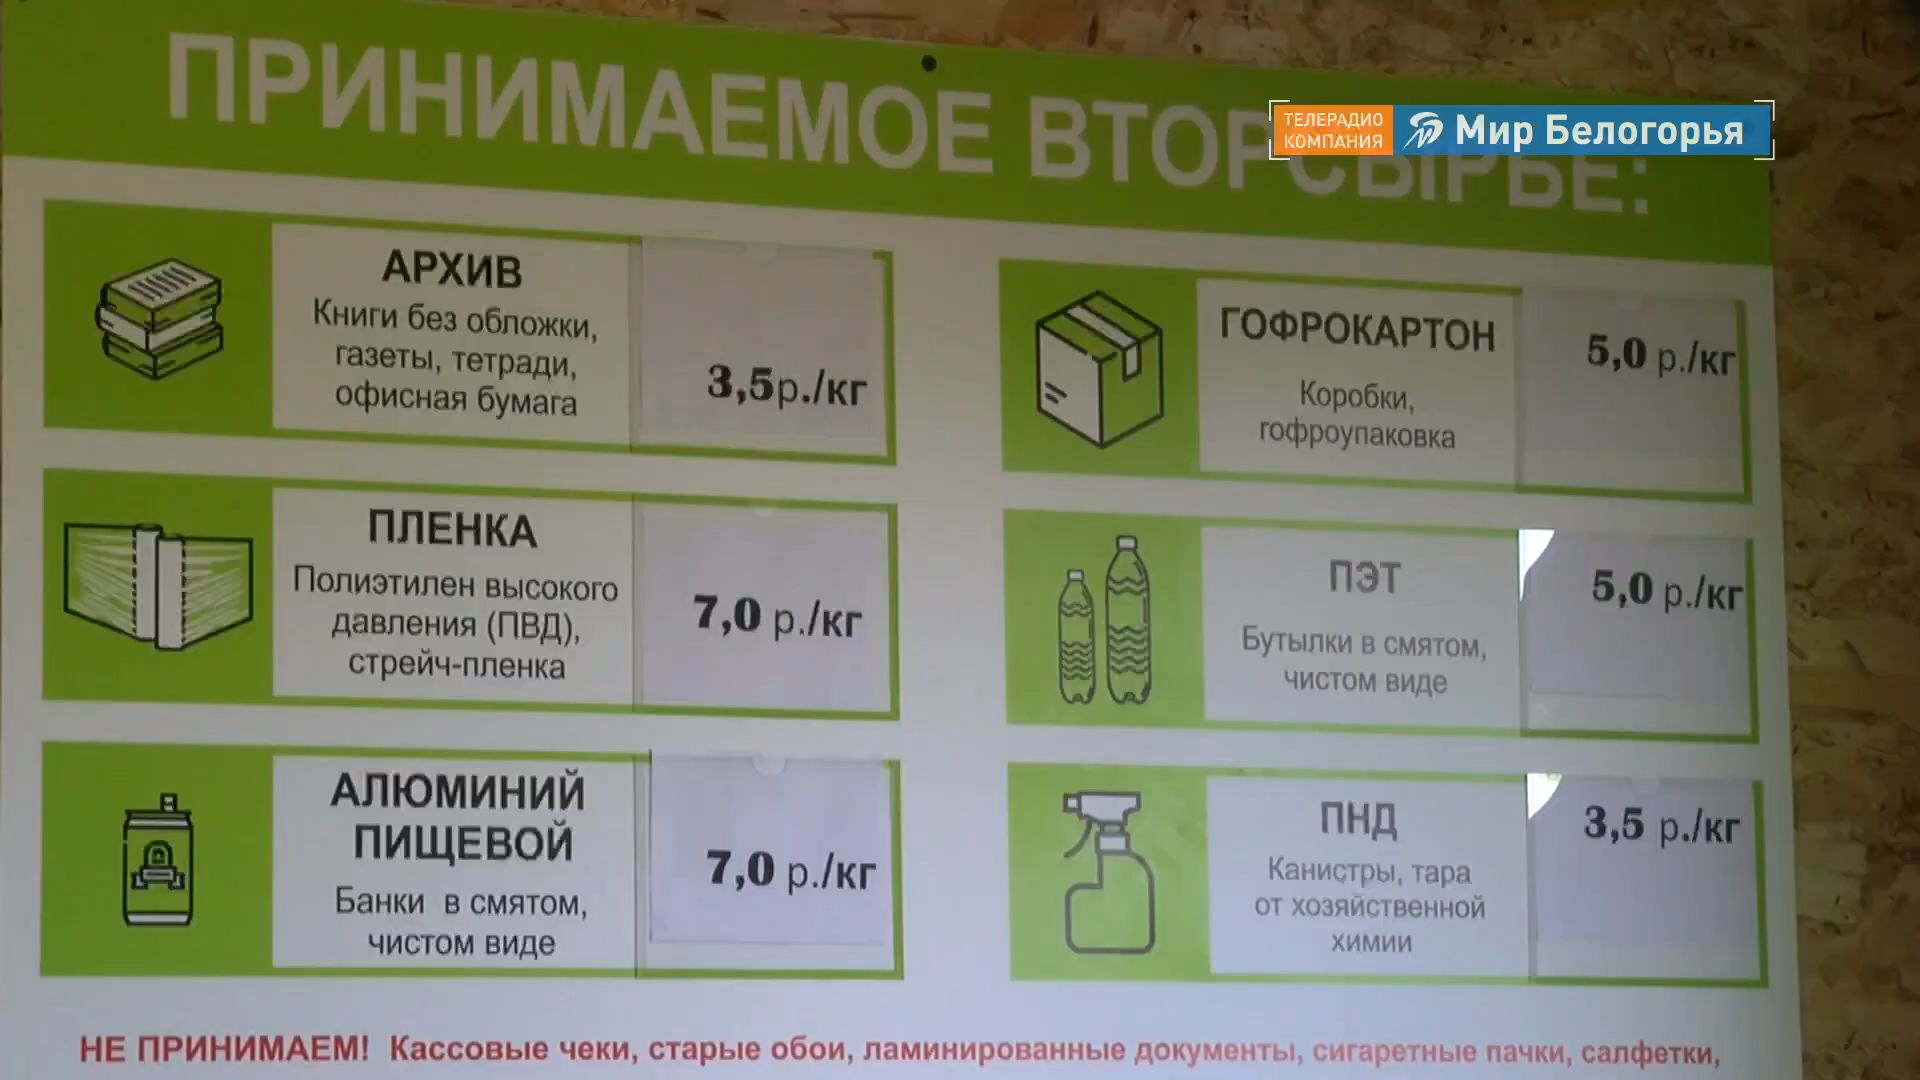 ПРИНИМАЕМОЕ ВТОРСЫРЬЕ:
ТЕЛЕРАДИО
КОМПАНИЯ
Мир Белогорья
АРХИВ
Книги без обложки,
газеты, тетради,
офисная бумага
3,5р./кг
ГОФРОКАРТОН
Коробки,
гофроупаковка
5,0 р./кг
ПЛЕНКА
Полиэтилен высокого
давления (ПВД),
стрейч-пленка
7,0 р./кг
ПЭТ
Бутылки в смятом,
чистом виде
5,0 р./кг
АЛЮМИНИЙ
ПИЩЕВОЙ
Банки в смятом,
чистом виде
7,0 р./кг
ПНД
Канистры, тара
от хозяйственной
химии
3,5 р./кг
НЕ ПРИНИМАЕМ! Кассовые чеки, старые обои, ламинированные документы, сигаретные пачки, салфетки,